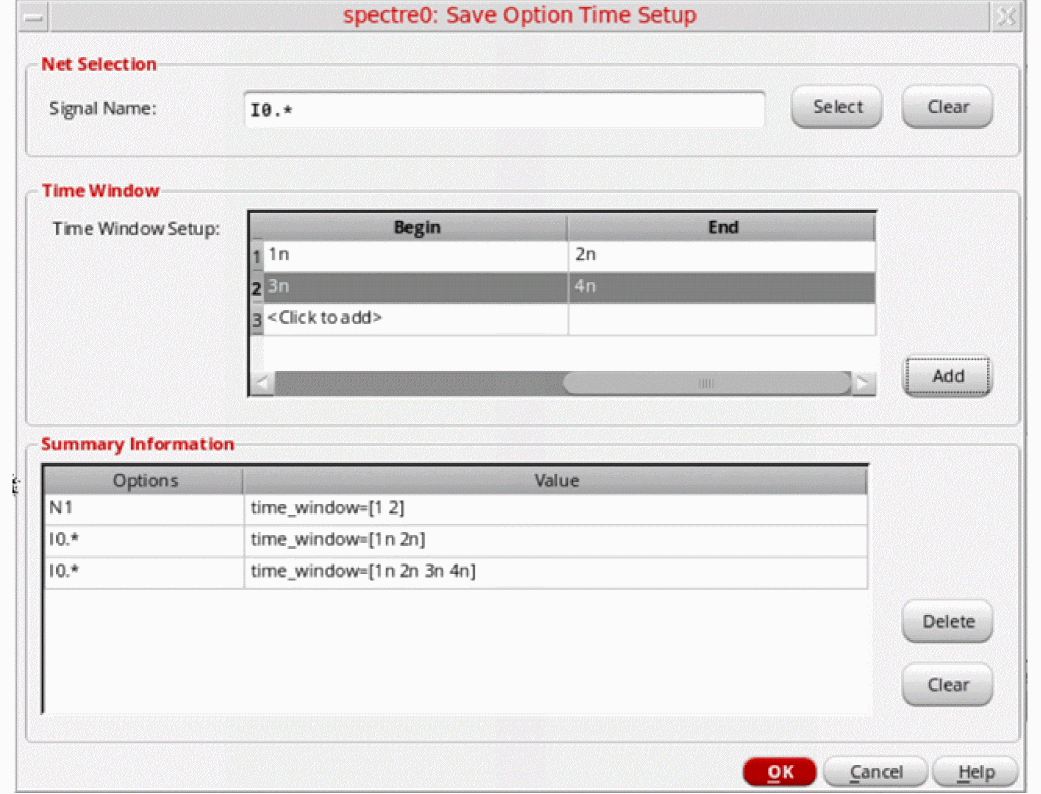 spectre0: Save Option Time Setup
Net Selection
Signal Name: I0.* Select Clear
Time Window
Time Window Setup: Begin End
1 1n 2n
2 3n 4n
3 <Click to add>
Add
Summary Information
Options Value
N1 time_window=[1 2]
I0.* time_window=[1n 2n]
I0.* time_window=[1n 2n 3n 4n]
Delete
Clear
OK Cancel Help